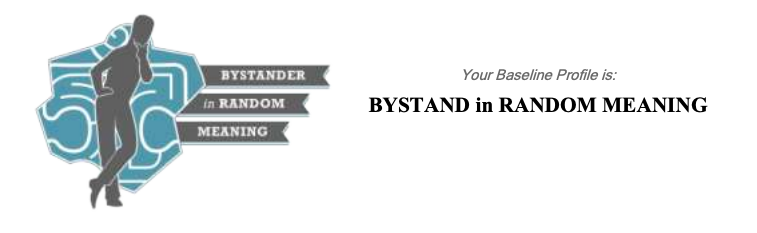 BYSTANDER
in RANDOM
MEANING
Your Baseline Profile is:
BYSTAND in RANDOM MEANING